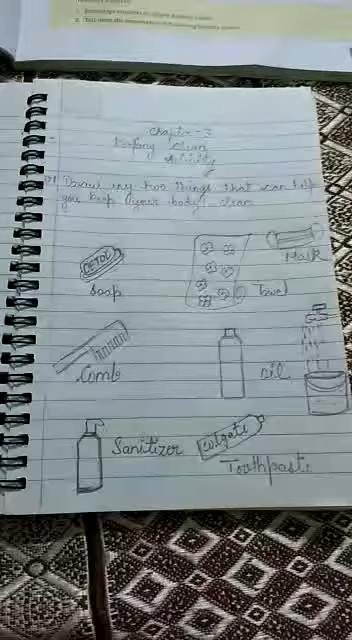 Chapter - 3
Keeping Clean
Activity
Q1 Draw any two things that can help
you keep your body clean
DETOL
Mask
Soap
Towel
Comb
oil
Sanitizer
Colgate
Toothpaste